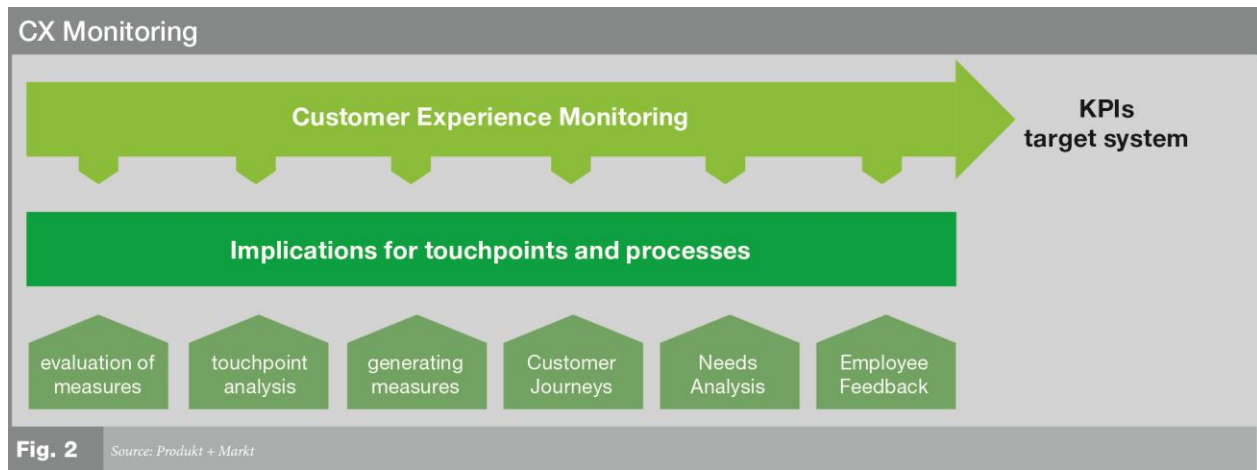 CX Monitoring
Customer Experience Monitoring
KPIs
target system
Implications for touchpoints and processes
evaluation of
measures
touchpoint
analysis
generating
measures
Customer
Journeys
Needs
Analysis
Employee
Feedback
Fig. 2
Source: Produkt + Markt